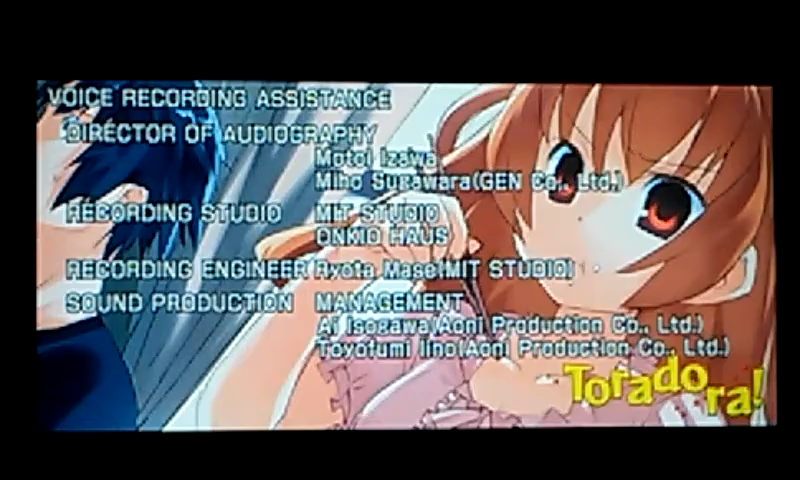 VOICE RECORDING ASSISTANCE
DIRECTOR OF AUDIOGRAPHY
Motoi Izawa
Miho Sugawara(GEN Co., Ltd.)
RECORDING STUDIO MIT STUDIO
ONKIO HAUS
RECORDING ENGINEER Ryota Mase(MIT STUDIO)
SOUND PRODUCTION MANAGEMENT
Ai Isogawa(Aoni Production Co., Ltd.)
Toyofumi Iino(Aoni Production Co., Ltd.)
Toradora!